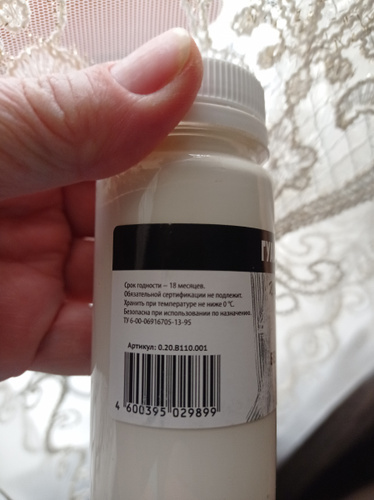 Срок годности – 18 месяцев.
Обязательной сертификации не подлежит.
Хранить при температуре не ниже 0 °С.
Безопасна при использовании по назначению.
ТУ 6-00-06916705-13-95
Артикул: 0.20.В110.001
4 600395 029899